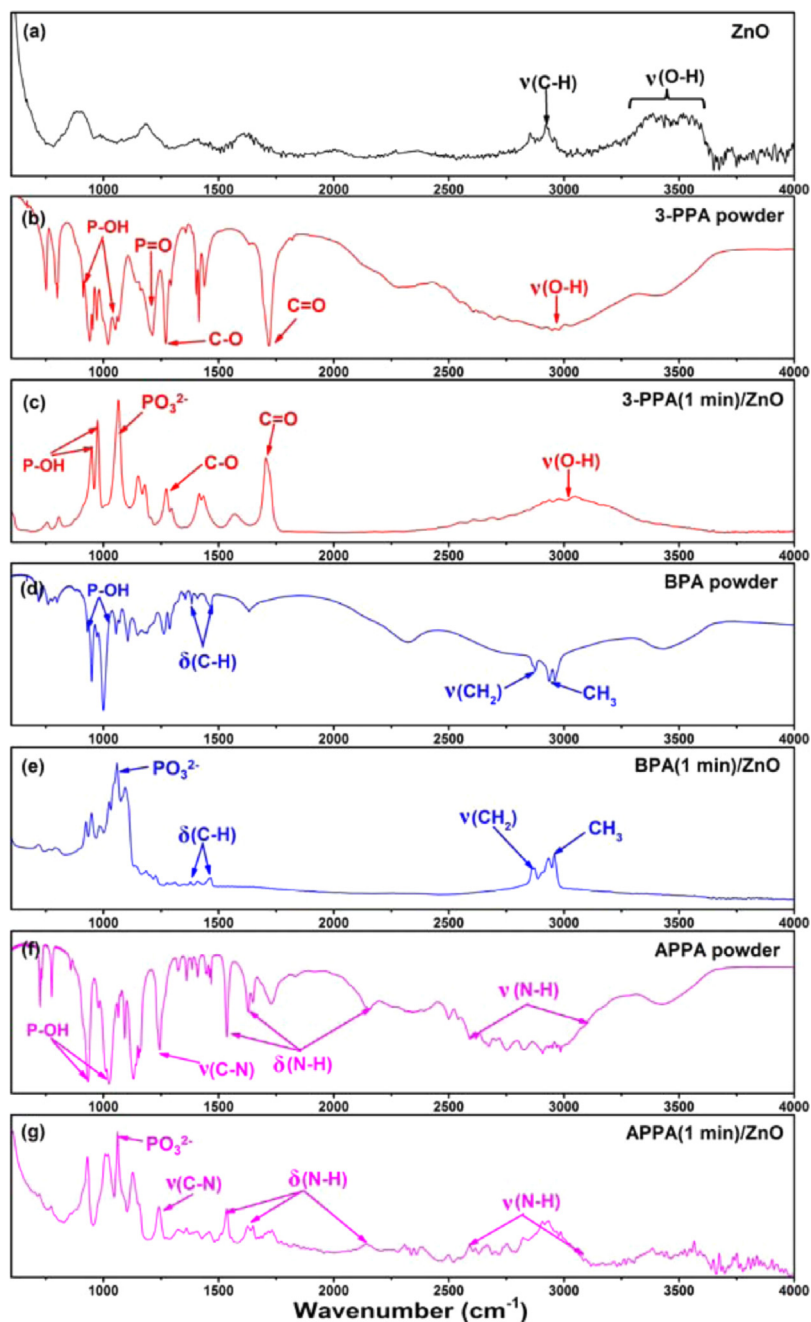 (a) ZnO
ν(C-H) ν(O-H)
1000 1500 2000 2500 3000 3500 4000
(b) 3-PPA powder
P-OH P=O ν(O-H)
C-O C=O
1000 1500 2000 2500 3000 3500 4000
(c) 3-PPA(1 min)/ZnO
PO₃²⁻ C=O
P-OH C-O ν(O-H)
1000 1500 2000 2500 3000 3500 4000
(d) BPA powder
P-OH
δ(C-H) ν(CH₂) CH₃
1000 1500 2000 2500 3000 3500 4000
(e) BPA(1 min)/ZnO
PO₃²⁻
δ(C-H) ν(CH₂) CH₃
1000 1500 2000 2500 3000 3500 4000
(f) APPA powder
P-OH ν(N-H)
ν(C-N) δ(N-H)
1000 1500 2000 2500 3000 3500 4000
(g) APPA(1 min)/ZnO
PO₃²⁻
ν(C-N) δ(N-H) ν(N-H)
1000 1500 2000 2500 3000 3500 4000
Wavenumber (cm⁻¹)